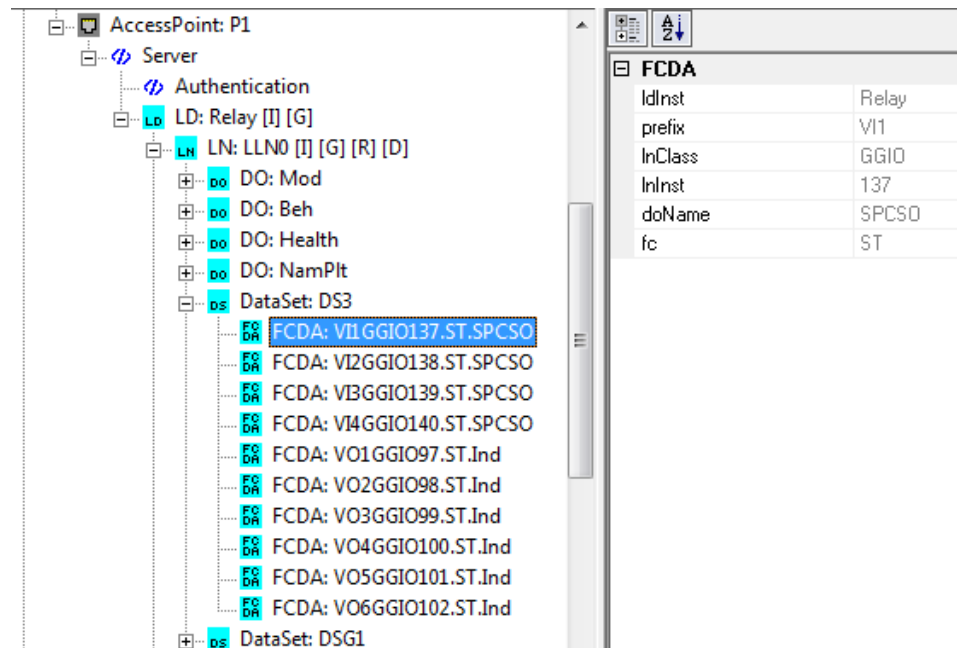 AccessPoint: P1
Server
Authentication
LD: Relay [I] [G]
LN: LLN0 [I] [G] [R] [D]
DO: Mod
DO: Beh
DO: Health
DO: NamPlt
DataSet: DS3
FCDA: VI1GGIO137.ST.SPCSO
FCDA: VI2GGIO138.ST.SPCSO
FCDA: VI3GGIO139.ST.SPCSO
FCDA: VI4GGIO140.ST.SPCSO
FCDA: VO1GGIO97.ST.Ind
FCDA: VO2GGIO98.ST.Ind
FCDA: VO3GGIO99.ST.Ind
FCDA: VO4GGIO100.ST.Ind
FCDA: VO5GGIO101.ST.Ind
FCDA: VO6GGIO102.ST.Ind
DataSet: DSG1
FCDA
ldInst Relay
prefix VI1
lnClass GGIO
lnInst 137
doName SPCSO
fc ST